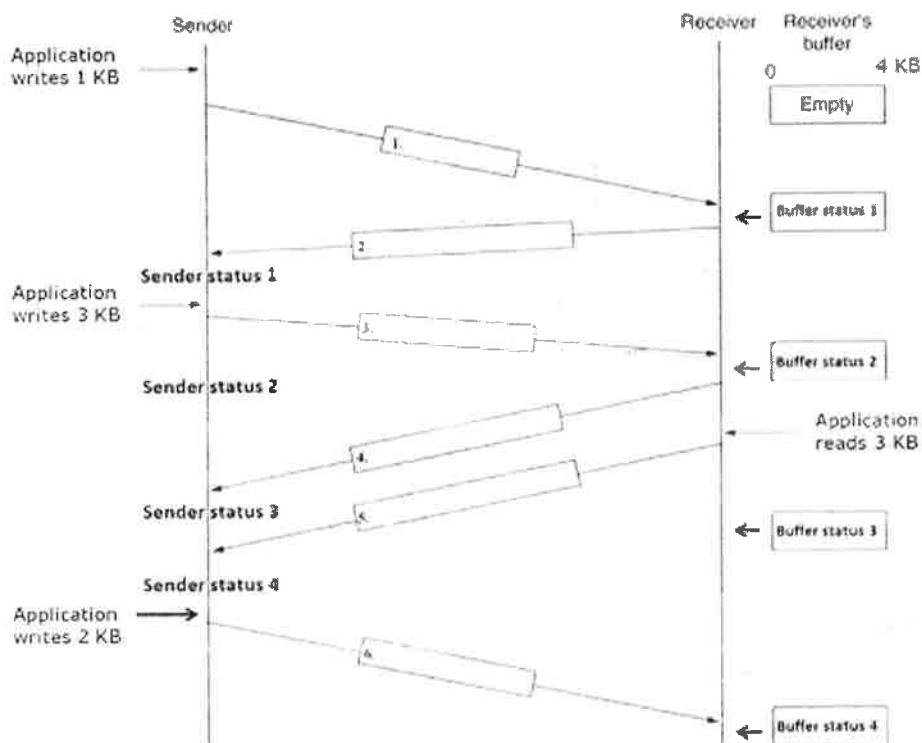 Sender
Receiver
Receiver's
buffer
Application
writes 1 KB
0
4 KB
Empty
1.
Buffer status 1
2.
Sender status 1
Application
writes 3 KB
3.
Buffer status 2
Sender status 2
Application
reads 3 KB
4.
Sender status 3
5.
Buffer status 3
Sender status 4
Application
writes 2 KB
6.
Buffer status 4